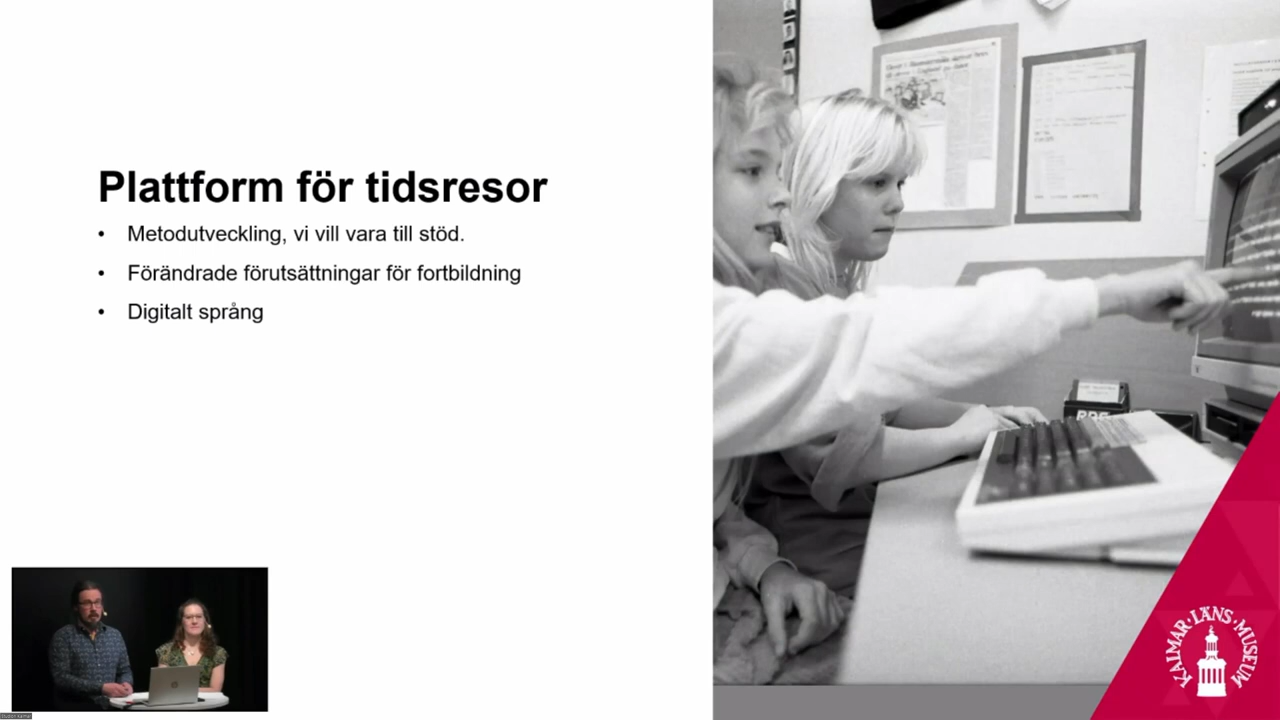 Plattform för tidsresor
• Metodutveckling, vi vill vara till stöd.
• Förändrade förutsättningar för fortbildning
• Digitalt språng
KALMAR·LÄNS·MUSEUM